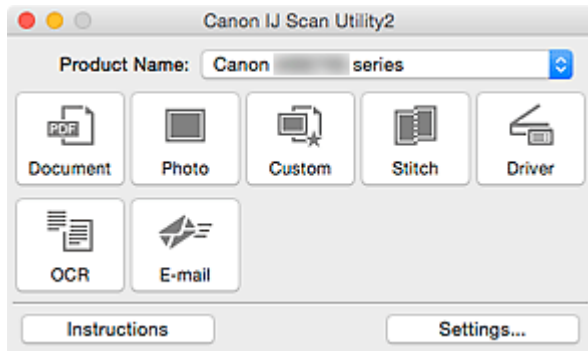 Canon IJ Scan Utility2
Product Name: Canon series
PDF
Document Photo Custom Stitch Driver
OCR E-mail
Instructions Settings...